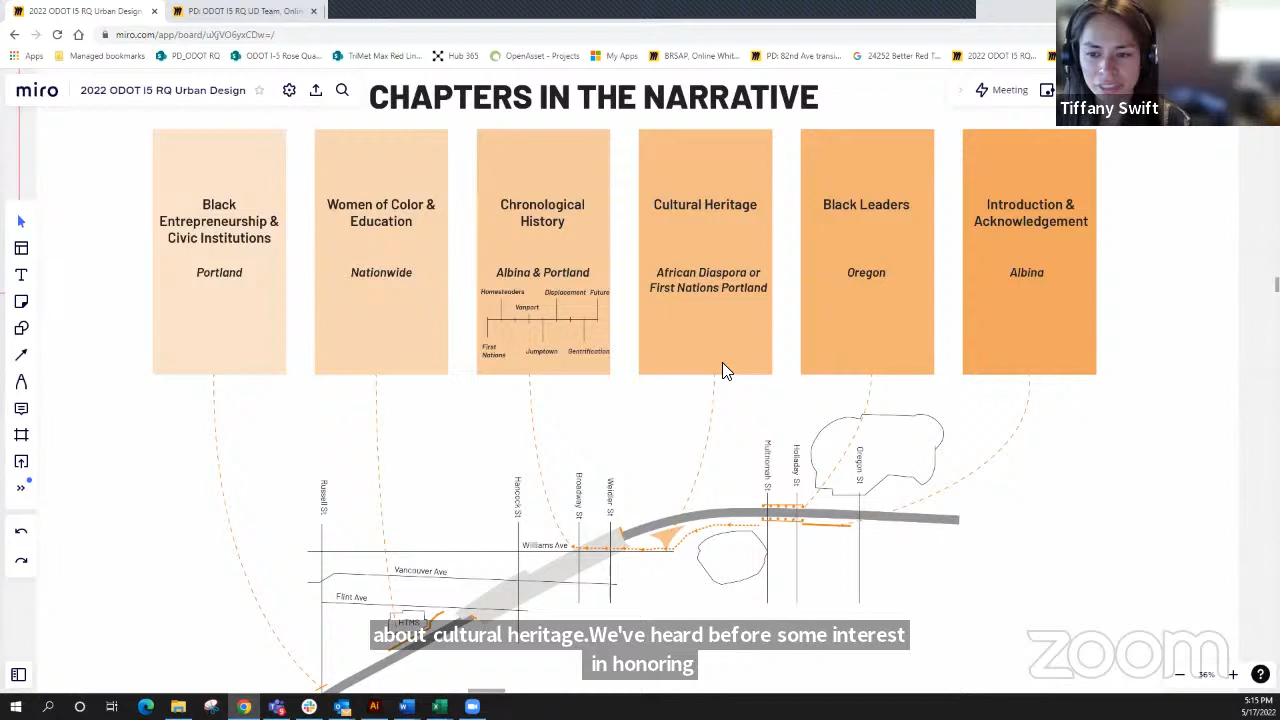 2022 ODOT I5 RQ Urban Design
PD: PD_ODOT I5 RQ UD Team, Onlin
miro.com/app/board/uXjVO6yxCDw=/
Apps
Managed bookmarks
PD_ODOT RQ
ODOT I-5 Rose Qua...
TriMet Max Red Lin...
Hub 365
OpenAsset - Projects
My Apps
BRSAP, Online Whit...
PD: 82nd Ave transi...
24252 Better Red T...
2022 ODOT I5 RQ
miro
2022 ODOT I5 RQ Urban Design
Meeting
Tiffany Swift
CHAPTERS IN THE NARRATIVE
Black
Entrepreneurship &
Civic Institutions
Portland
Women of Color &
Education
Nationwide
Chronological
History
Albina & Portland
Homesteaders
Displacement
Future
Vanport
First
Nations
Jumptown
Gentrification
Cultural Heritage
African Diaspora or
First Nations Portland
Black Leaders
Oregon
Introduction &
Acknowledgement
Albina
Russell St
Hancock St
Broadway St
Weidler St
Multnomah St
Holladay St
Oregon St
Williams Ave
Vancouver Ave
Flint Ave
HTMS
about cultural heritage.We've heard before some interest
in honoring
zoom
36%
5:15 PM
5/17/2022